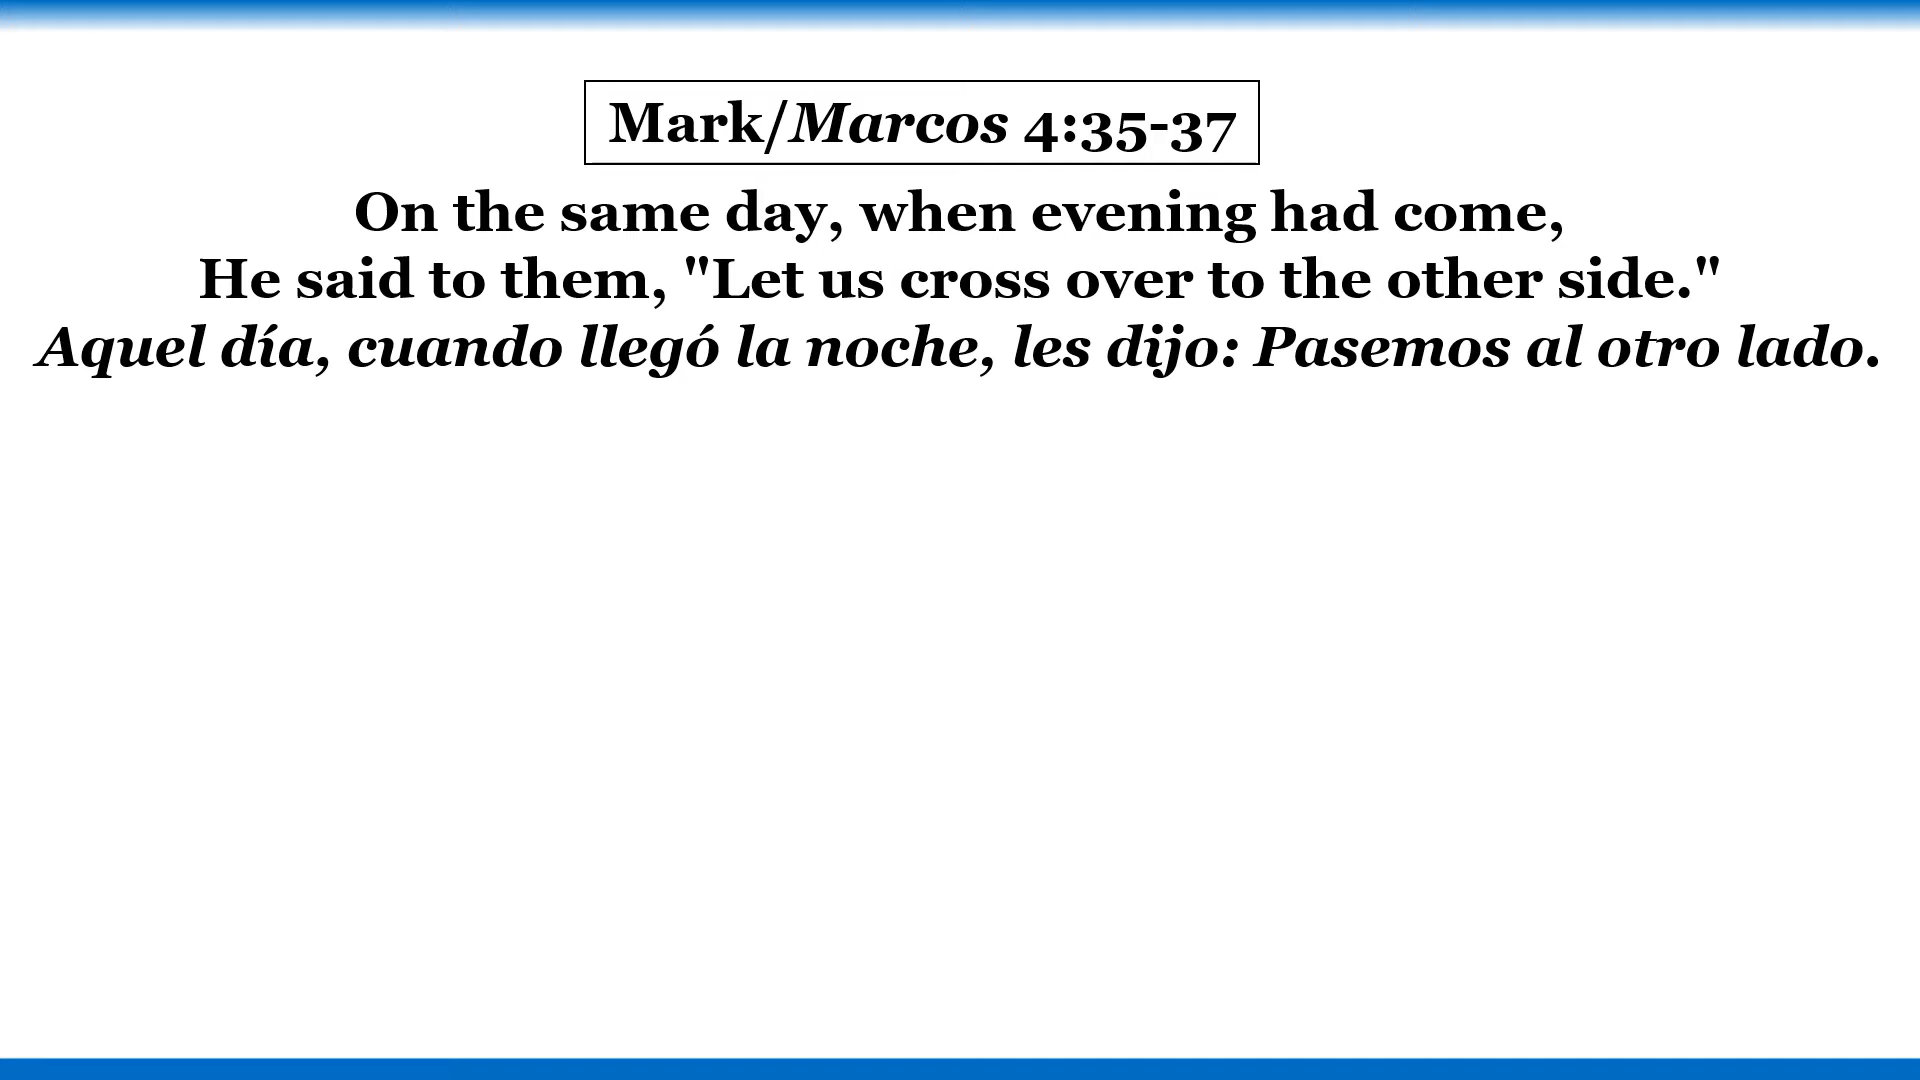 Mark/Marcos 4:35-37
On the same day, when evening had come,
He said to them, "Let us cross over to the other side."
Aquel día, cuando llegó la noche, les dijo: Pasemos al otro lado.